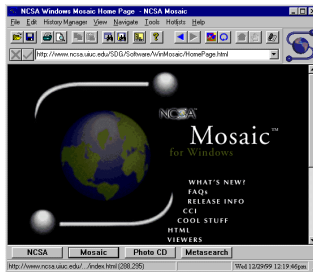 NCSA Windows Mosaic Home Page - NCSA Mosaic
File Edit History Manager View Navigate Tools Hotlists Help
http://www.ncsa.uiuc.edu/SDG/Software/WinMosaic/HomePage.html
NCSA
Mosaic™
for Windows
WHAT'S NEW?
FAQs
RELEASE INFO
CCI
COOL STUFF
HTML
VIEWERS
NCSA Mosaic Photo CD Metasearch
http://www.ncsa.uiuc.edu/.../index.html (288,295) Wed 12/29/99 12:19:46pm